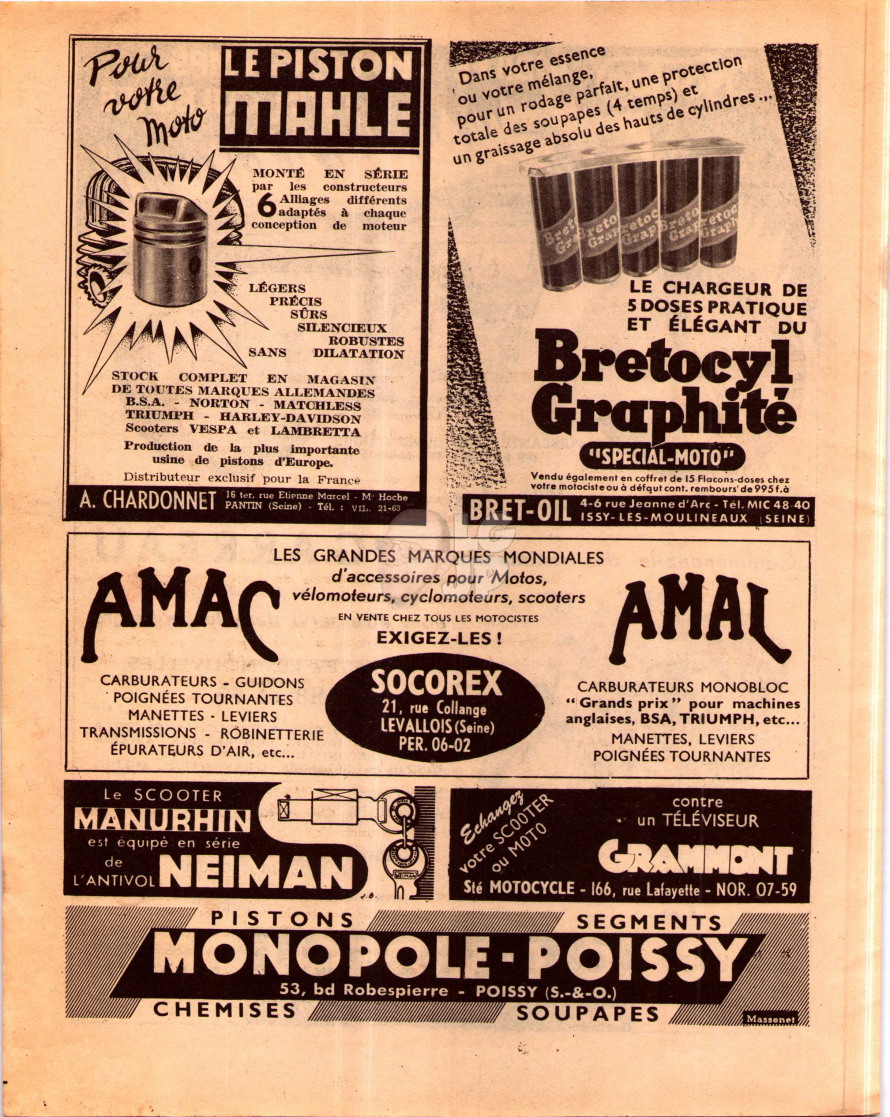 Pour
votre
Moto
LE PISTON
MAHLE
MONTÉ EN SÉRIE
par les constructeurs
6 Alliages différents
adaptés à chaque
conception de moteur
LÉGERS
PRÉCIS
SÛRS
SILENCIEUX
ROBUSTES
SANS DILATATION
STOCK COMPLET EN MAGASIN
DE TOUTES MARQUES ALLEMANDES
B.S.A. - NORTON - MATCHLESS
TRIUMPH - HARLEY-DAVIDSON
Scooters VESPA et LAMBRETTA
Production de la plus importante
usine de pistons d'Europe.
Distributeur exclusif pour la France
A. CHARDONNET
16 ter, rue Etienne Marcel - Mº Hoche
PANTIN (Seine) - Tél. : VIL. 21-63
Dans votre essence
ou votre mélange,
pour un rodage parfait, une protection
totale des soupapes (4 temps) et
un graissage absolu des hauts de cylindres...
LE CHARGEUR DE
5 DOSES PRATIQUE
ET ÉLÉGANT DU
Bretocyl
Graphité
"SPECIAL-MOTO"
Vendu également en coffret de 15 Flacons-doses chez
votre motociste ou à défaut cont. rembours' de 995 f. à
BRET-OIL
4-6 rue Jeanne d'Arc - Tél. MIC 48-40
ISSY-LES-MOULINEAUX (SEINE)
LES GRANDES MARQUES MONDIALES
d'accessoires pour Motos,
vélomoteurs, cyclomoteurs, scooters
EN VENTE CHEZ TOUS LES MOTOCISTES
EXIGEZ-LES !
AMAC
CARBURATEURS - GUIDONS
POIGNÉES TOURNANTES
MANETTES - LEVIERS
TRANSMISSIONS - ROBINETTERIE
ÉPURATEURS D'AIR, etc...
SOCOREX
21, rue Collange
LEVALLOIS (Seine)
PER. 06-02
AMAL
CARBURATEURS MONOBLOC
"Grands prix" pour machines
anglaises, BSA, TRIUMPH, etc...
MANETTES, LEVIERS
POIGNÉES TOURNANTES
Le SCOOTER
MANURHIN
est équipé en série
de
L'ANTIVOL NEIMAN
NEIMAN
J.B.
Echangez
votre SCOOTER
ou MOTO
contre
un TÉLÉVISEUR
GRAMMONT
Sté MOTOCYCLE - 166, rue Lafayette - NOR. 07-59
PISTONS
SEGMENTS
MONOPOLE-POISSY
53, bd Robespierre - POISSY (S.-&-O.)
CHEMISES
SOUPAPES
Massenet